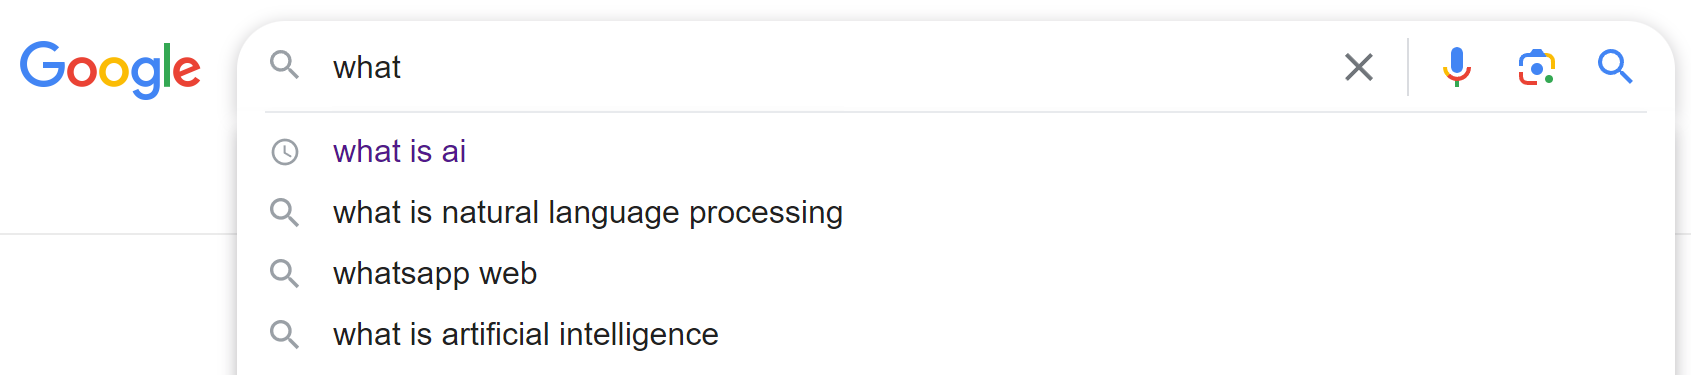 Google
what
what is ai
what is natural language processing
whatsapp web
what is artificial intelligence